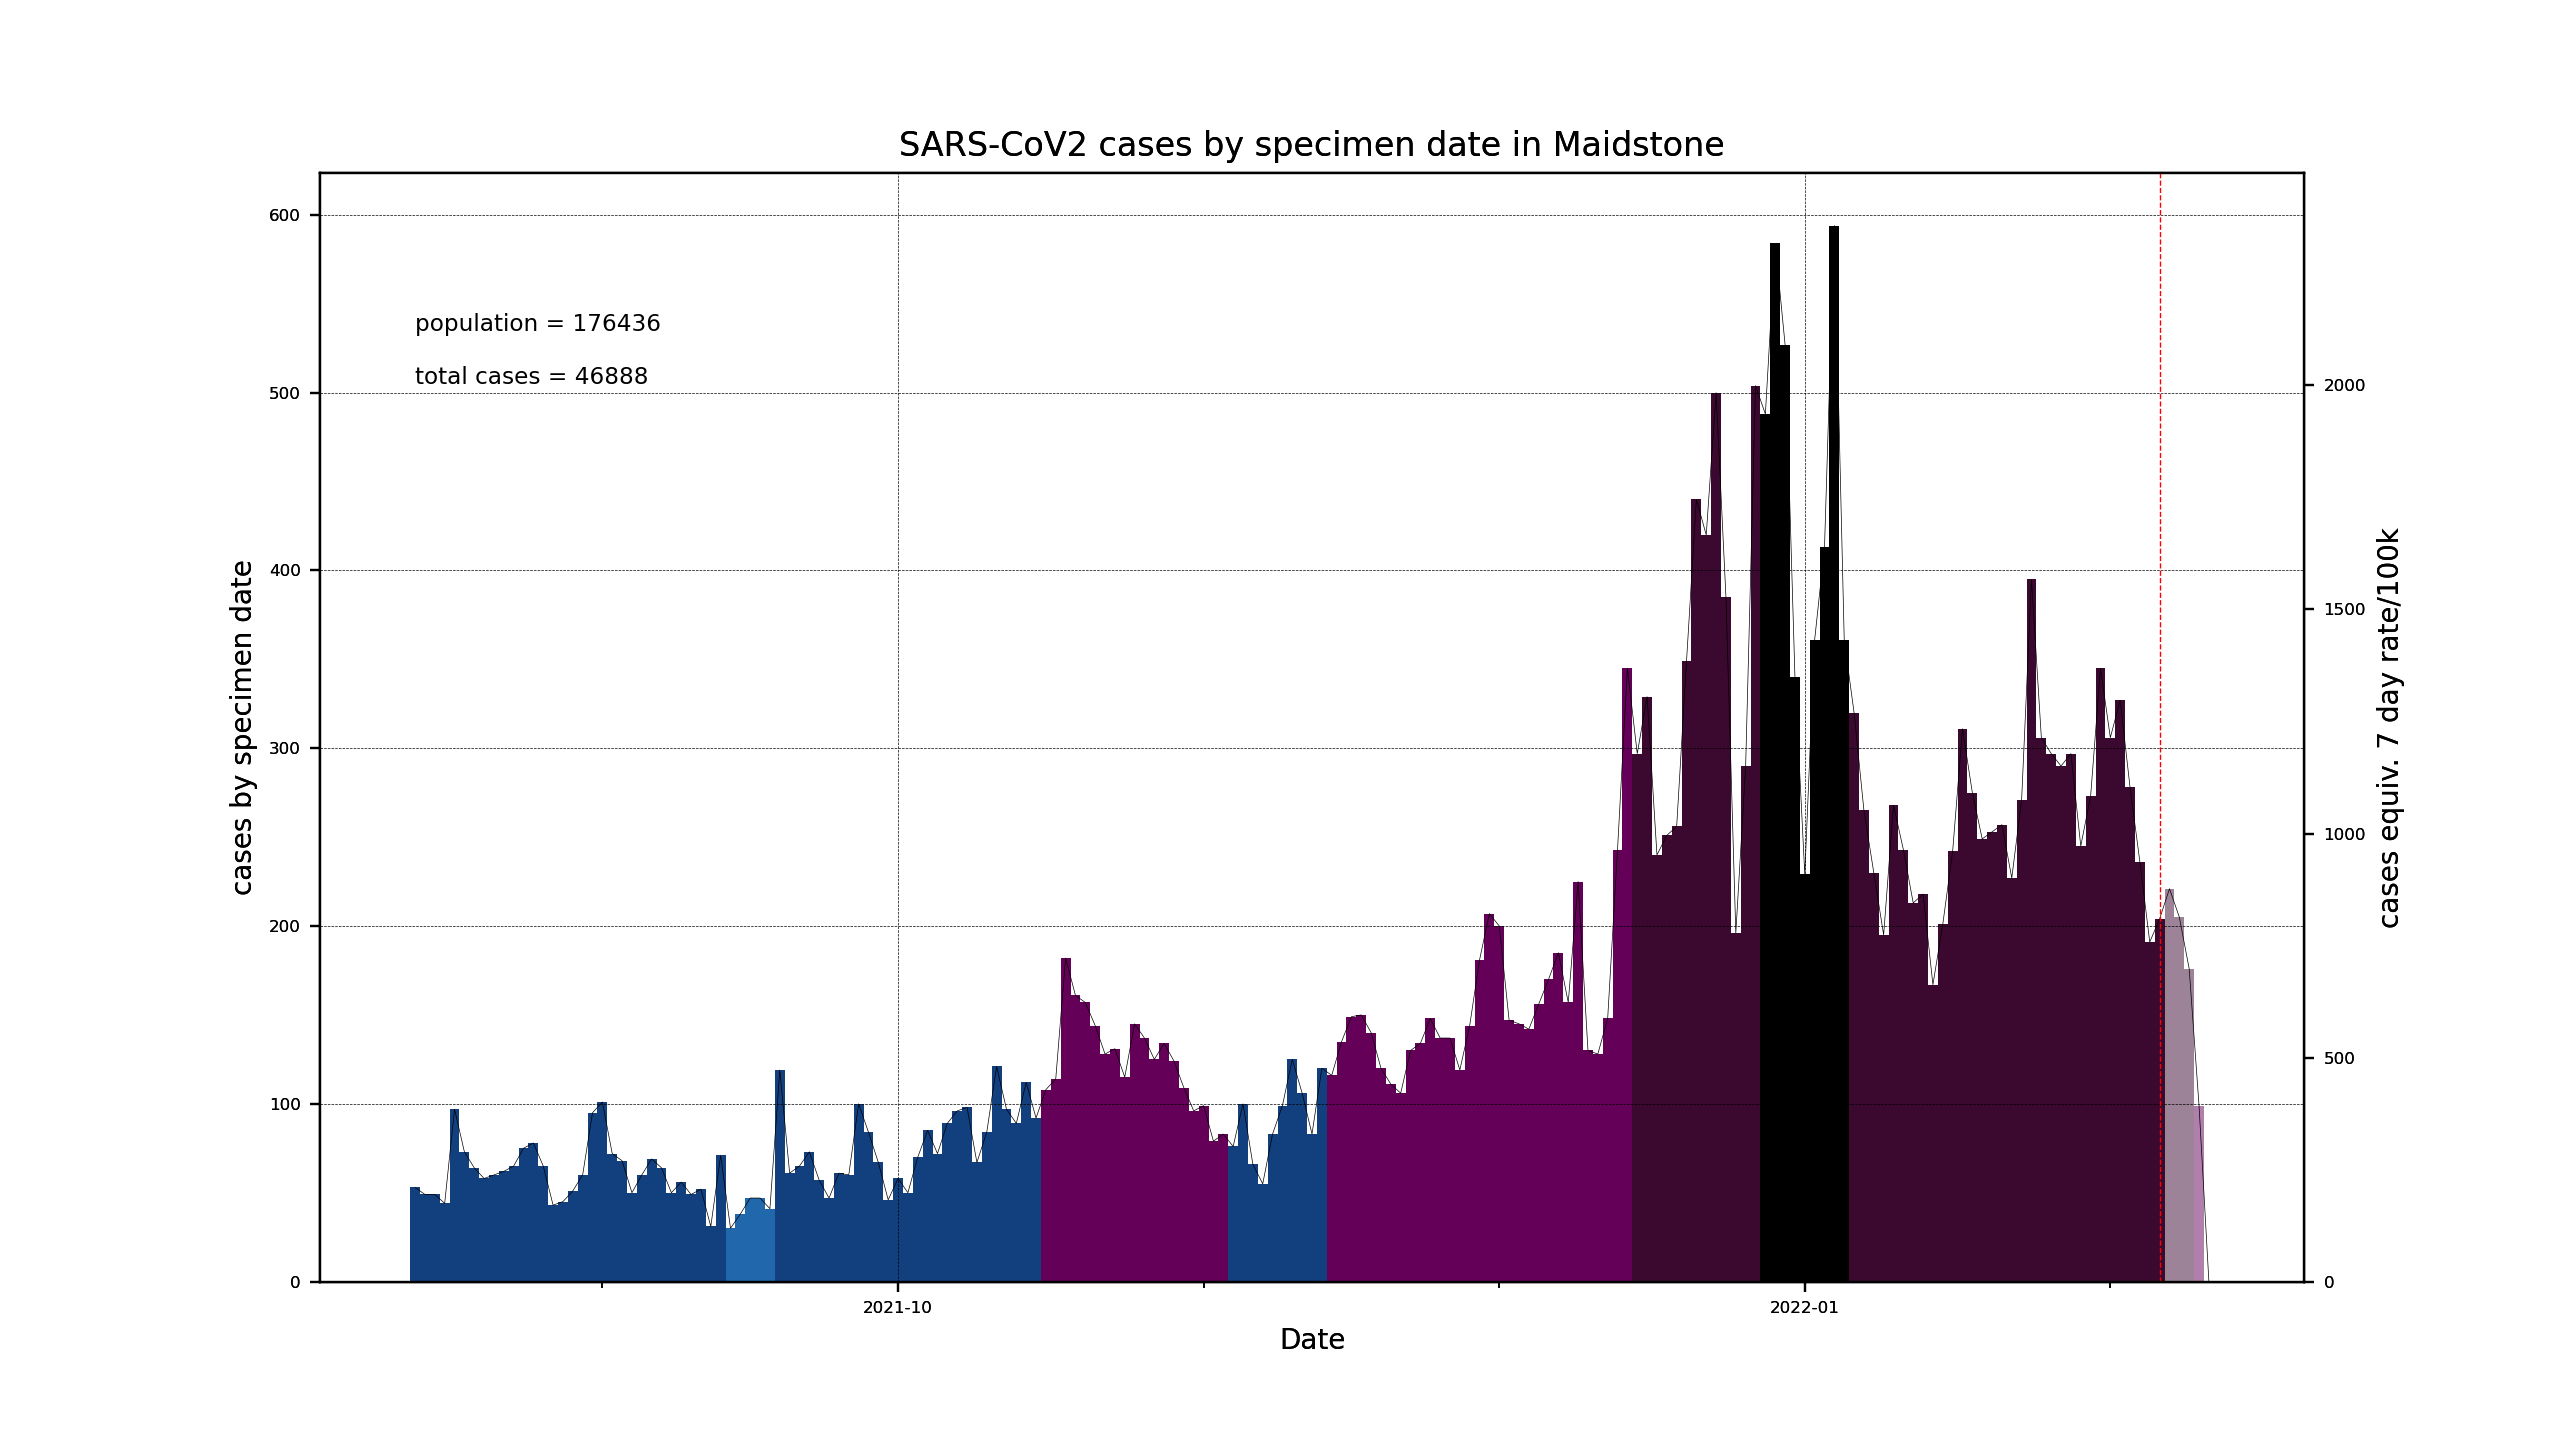 SARS-CoV2 cases by specimen date in Maidstone
population = 176436
total cases = 46888
cases by specimen date
600
500
400
300
200
100
0
2000
1500
1000
500
0
cases equiv. 7 day rate/100k
2021-10
2022-01
Date